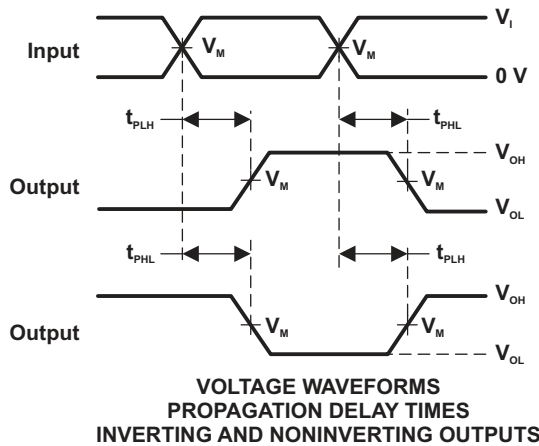 V_I
Input
V_M
V_M
0 V
t_PLH
t_PHL
V_OH
Output
V_M
V_M
V_OL
t_PHL
t_PLH
V_OH
Output
V_M
V_M
V_OL
VOLTAGE WAVEFORMS
PROPAGATION DELAY TIMES
INVERTING AND NONINVERTING OUTPUTS